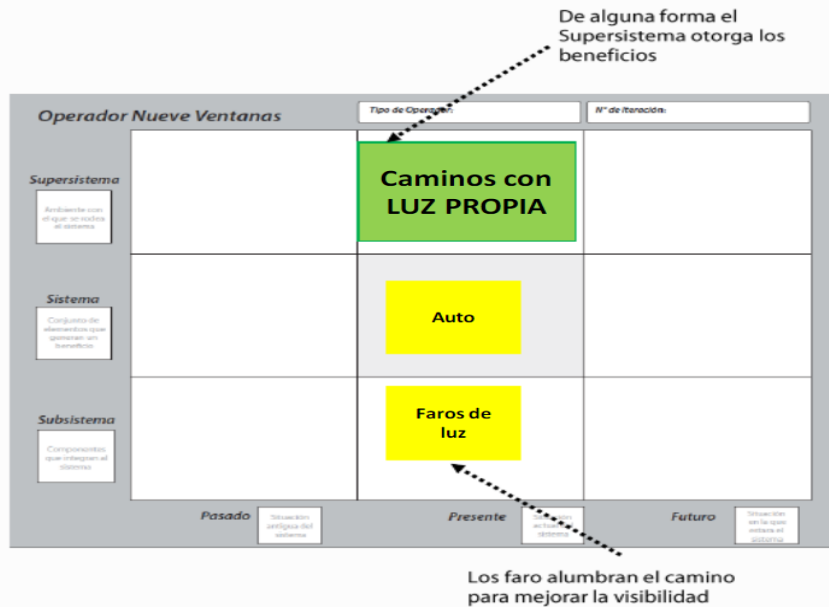 De alguna forma el
Supersistema otorga los
beneficios
Operador Nueve Ventanas
Tipo de Operador:
N° de Iteración:
Supersistema
Ambiente con
el que se rodea
el sistema
Caminos con
LUZ PROPIA
Sistema
Conjunto de
elementos que
generan un
beneficio
Auto
Subsistema
Componentes
que integran al
sistema
Faros de
luz
Pasado
Situación
antigua del
sistema
Presente
sistema
Futuro
Situación
en la que
estara el
sistema
Los faro alumbran el camino
para mejorar la visibilidad